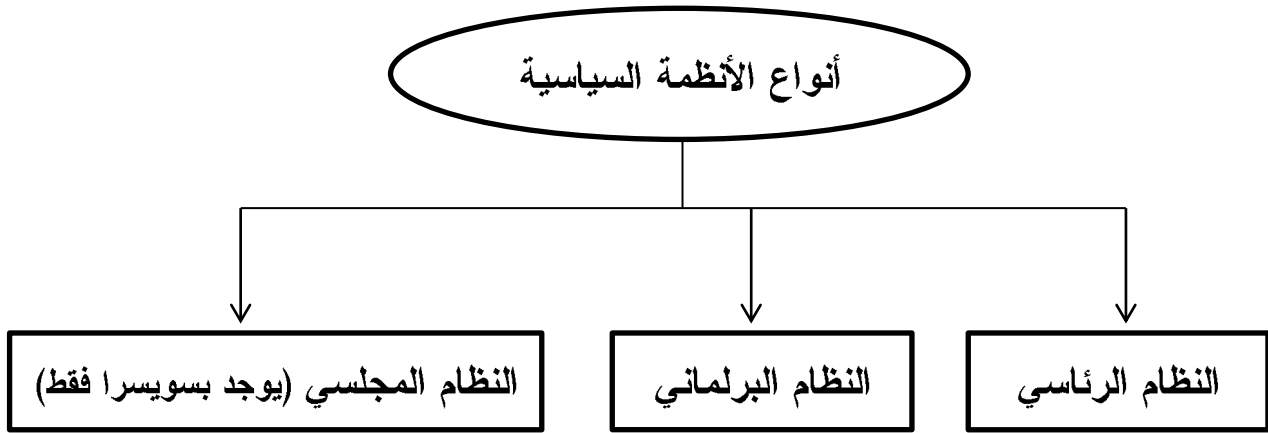 أنواع الأنظمة السياسية
النظام الرئاسي
النظام البرلماني
النظام المجلسي (يوجد بسويسرا فقط)